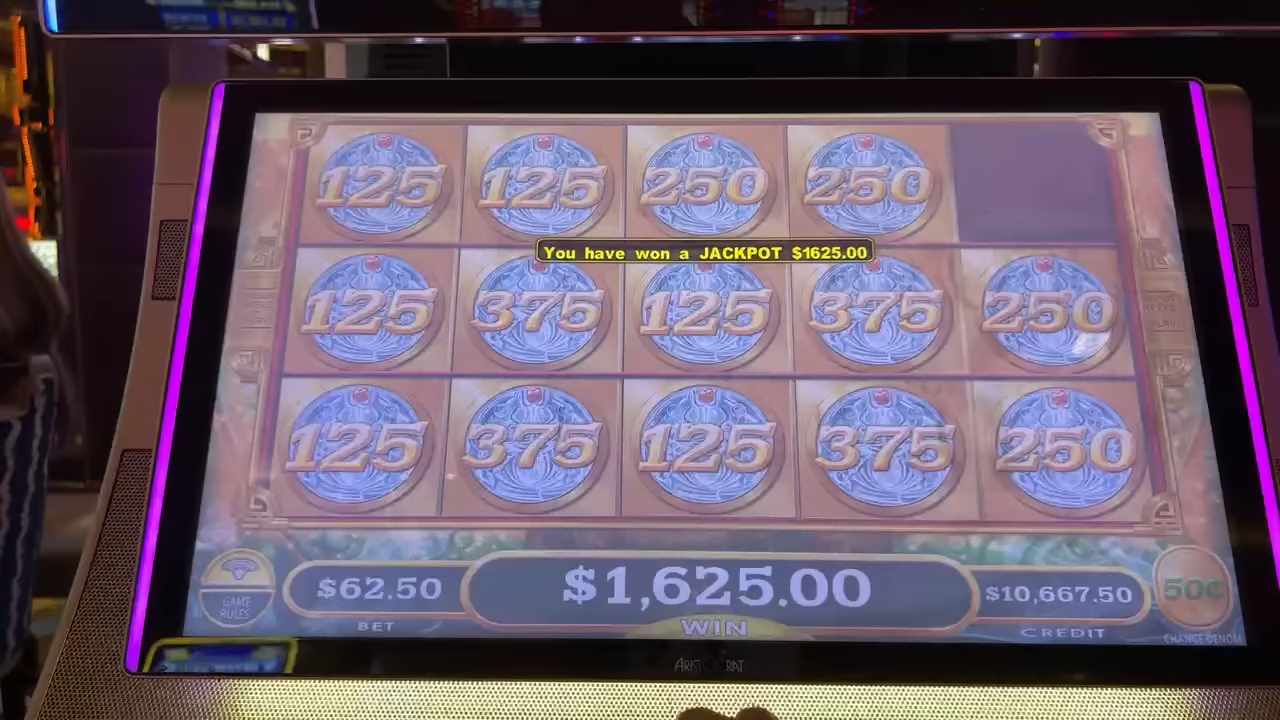 125 125 250 250
You have won a JACKPOT $1625.00
125 375 125 375 250
125 375 125 375 250
GAME
RULES
$62.50
BET
$1,625.00
WIN
$10,667.50
CREDIT
50¢
CHANGE DENOM